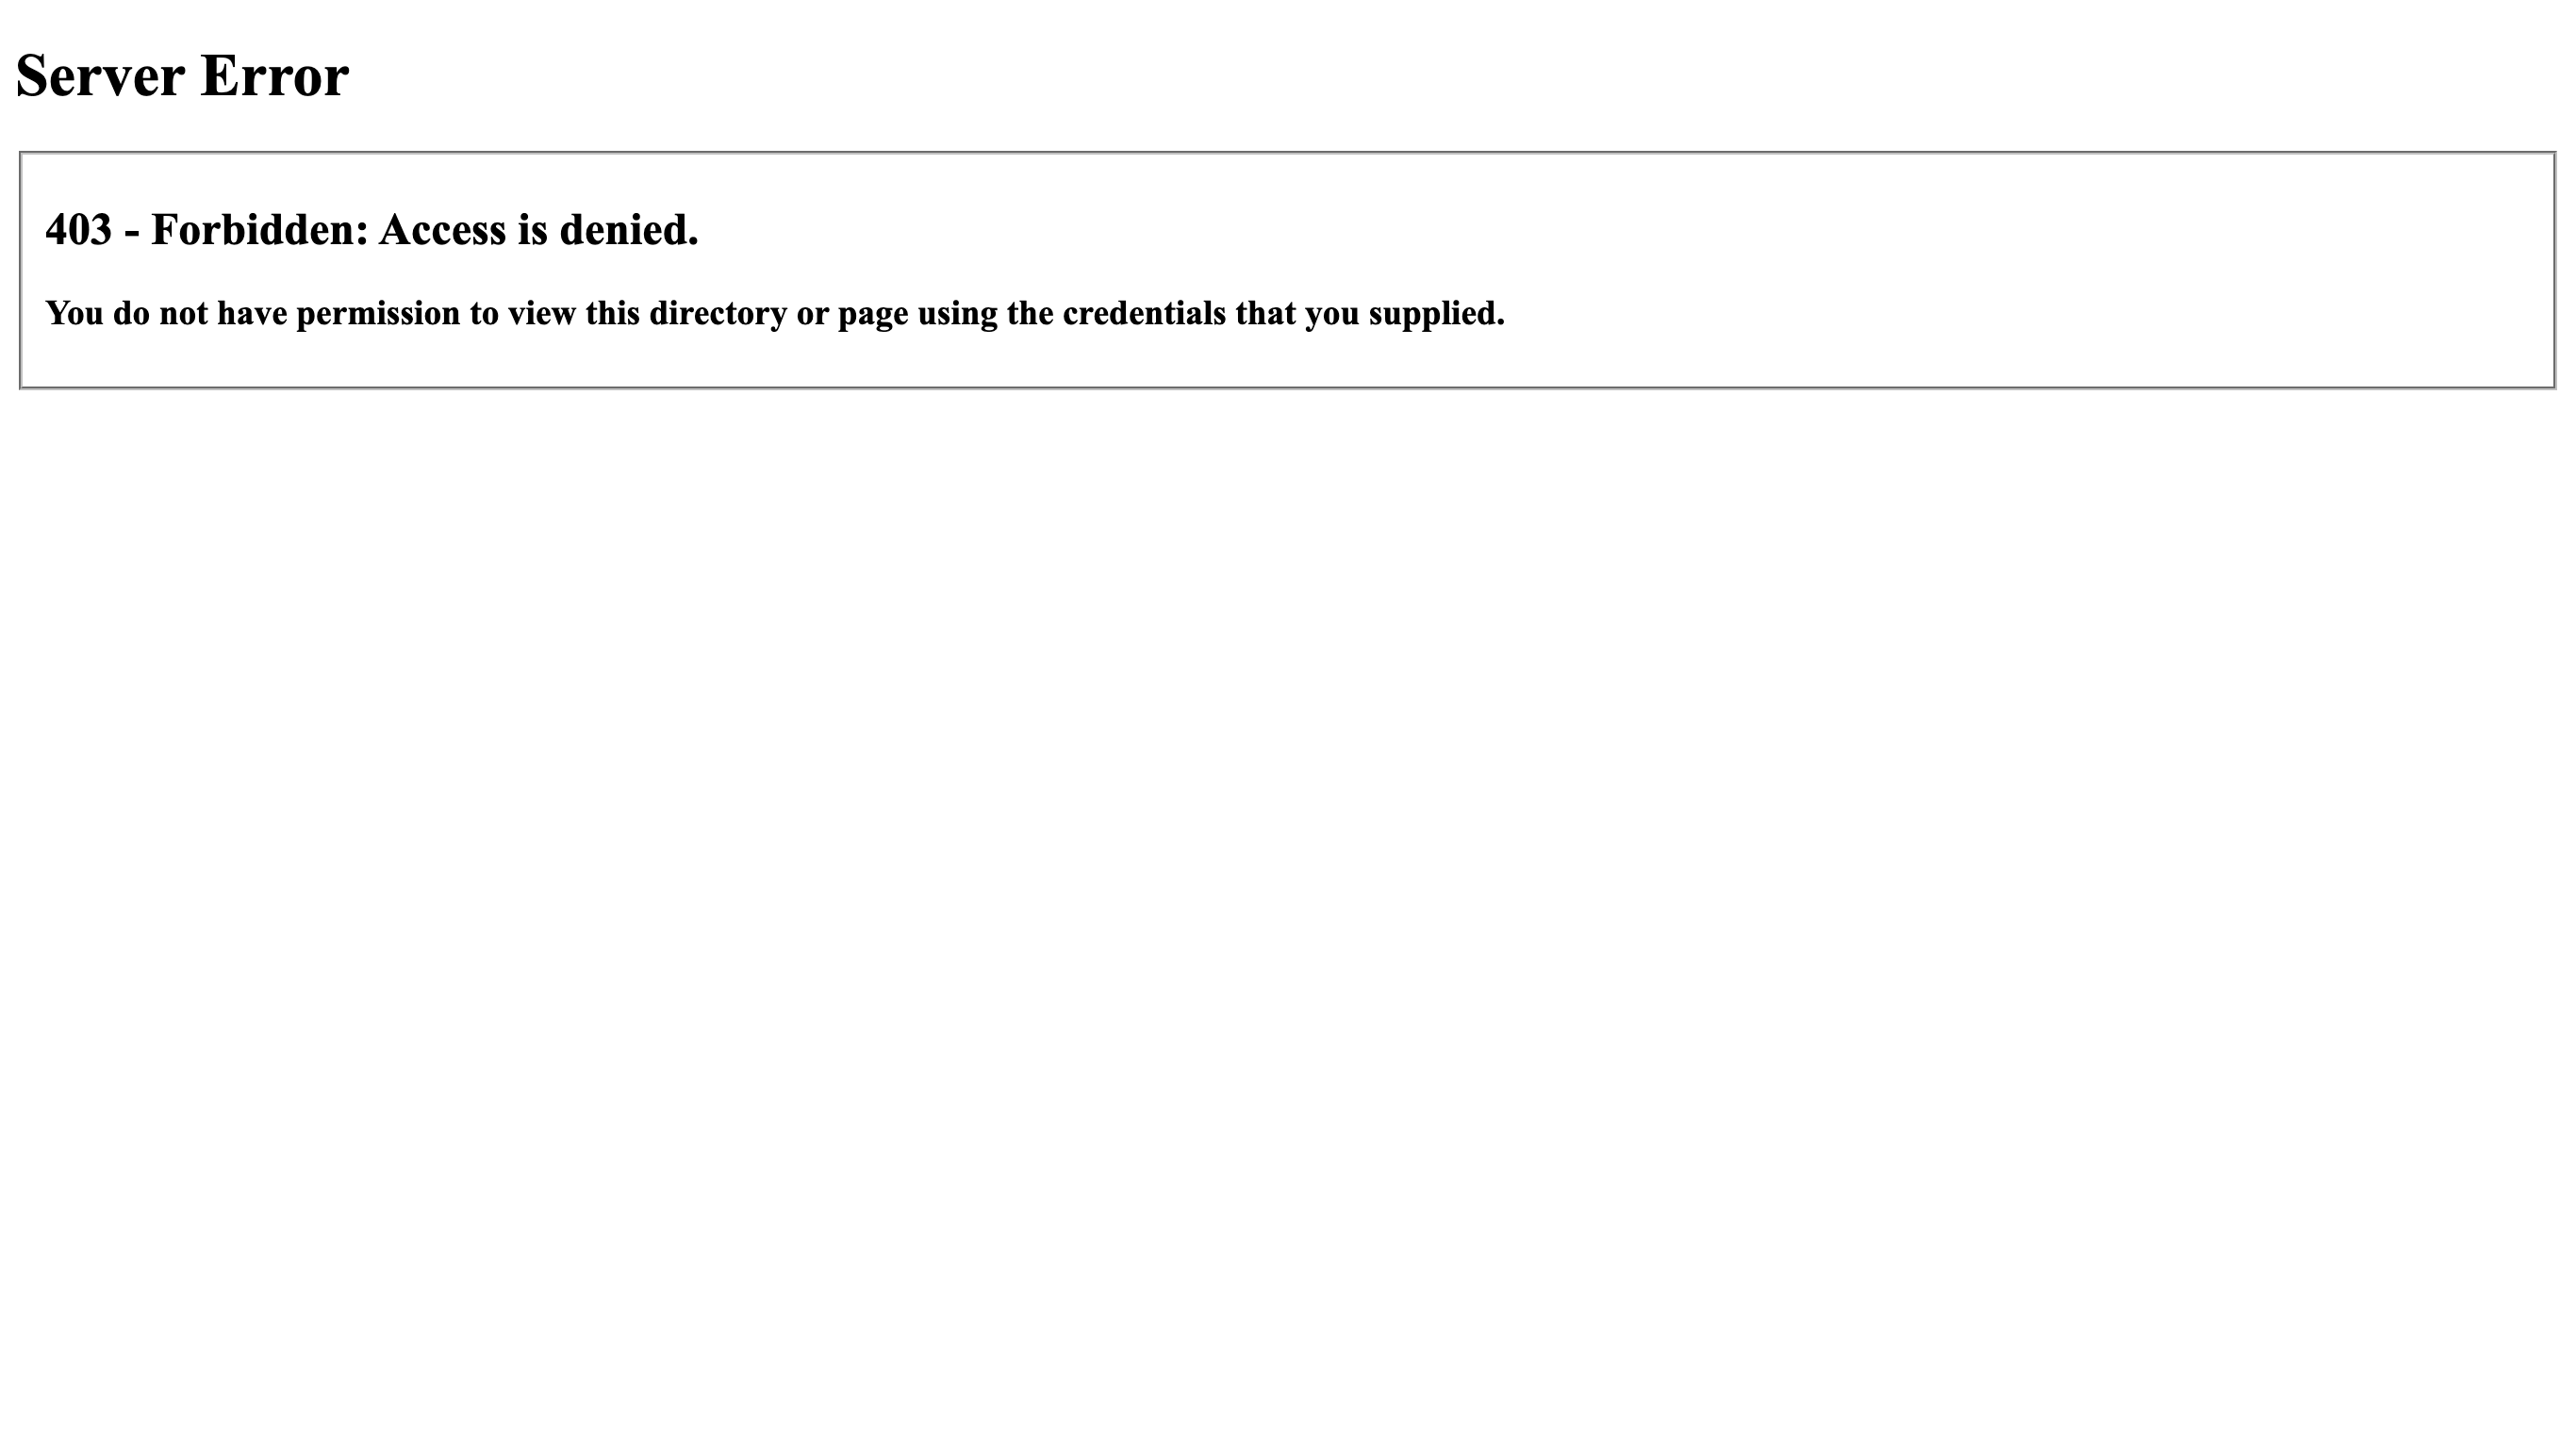 Server Error
403 - Forbidden: Access is denied.
You do not have permission to view this directory or page using the credentials that you supplied.